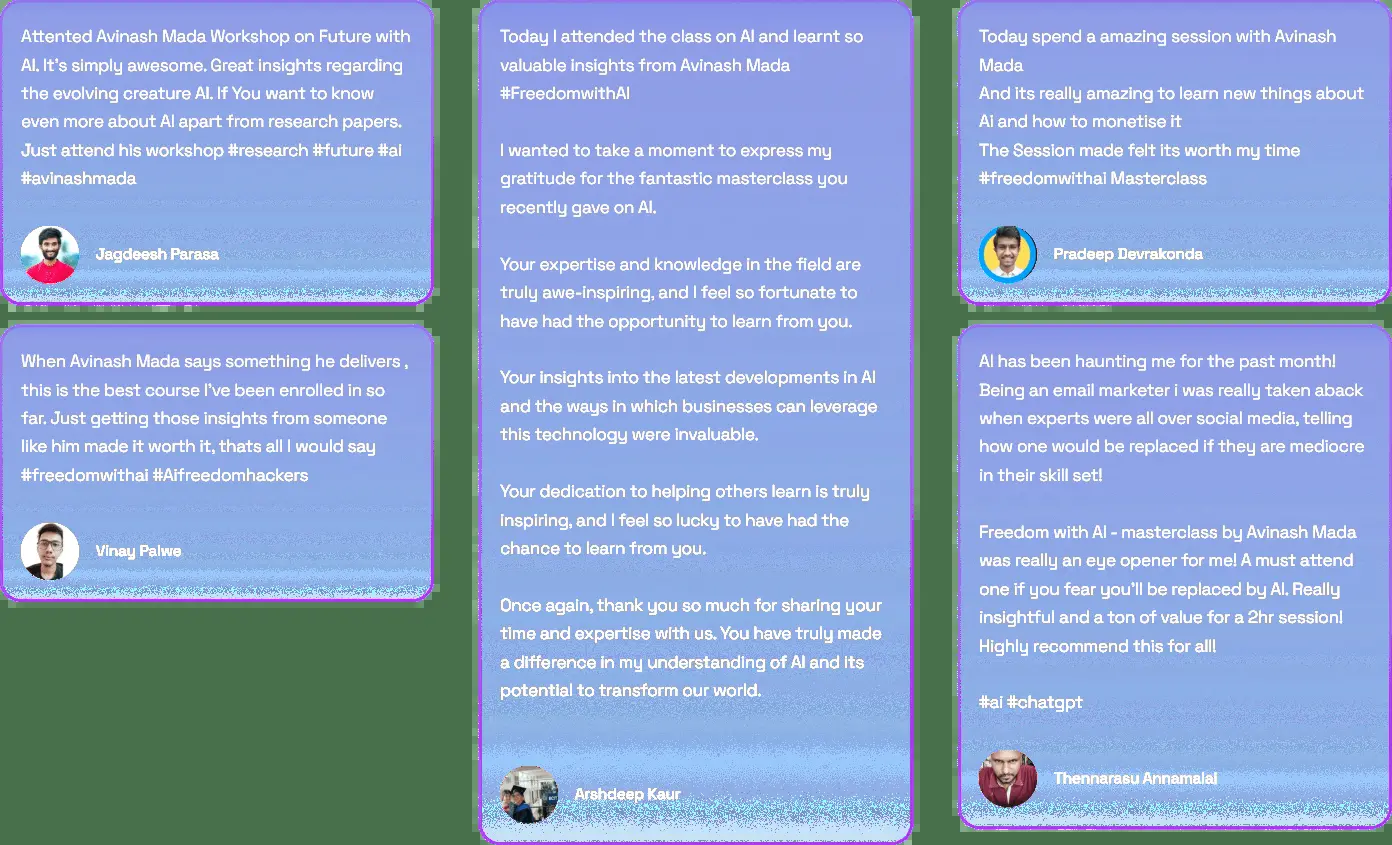 Attented Avinash Mada Workshop on Future with
AI. It's simply awesome. Great insights regarding
the evolving creature AI. If You want to know
even more about AI apart from research papers.
Just attend his workshop #research #future #ai
#avinashmada
Jagdeesh Parasa
When Avinash Mada says something he delivers ,
this is the best course I've been enrolled in so
far. Just getting those insights from someone
like him made it worth it, thats all I would say
#freedomwithai #Aifreedomhackers
Vinay Palwe
Today I attended the class on AI and learnt so
valuable insights from Avinash Mada
#FreedomwithAI
I wanted to take a moment to express my
gratitude for the fantastic masterclass you
recently gave on AI.
Your expertise and knowledge in the field are
truly awe-inspiring, and I feel so fortunate to
have had the opportunity to learn from you.
Your insights into the latest developments in AI
and the ways in which businesses can leverage
this technology were invaluable.
Your dedication to helping others learn is truly
inspiring, and I feel so lucky to have had the
chance to learn from you.
Once again, thank you so much for sharing your
time and expertise with us. You have truly made
a difference in my understanding of AI and its
potential to transform our world.
Arshdeep Kaur
Today spend a amazing session with Avinash
Mada
And its really amazing to learn new things about
Ai and how to monetise it
The Session made felt its worth my time
#freedomwithai Masterclass
Pradeep Devrakonda
AI has been haunting me for the past month!
Being an email marketer i was really taken aback
when experts were all over social media, telling
how one would be replaced if they are mediocre
in their skill set!
Freedom with AI - masterclass by Avinash Mada
was really an eye opener for me! A must attend
one if you fear you'll be replaced by AI. Really
insightful and a ton of value for a 2hr session!
Highly recommend this for all!
#ai #chatgpt
Thennarasu Annamalai